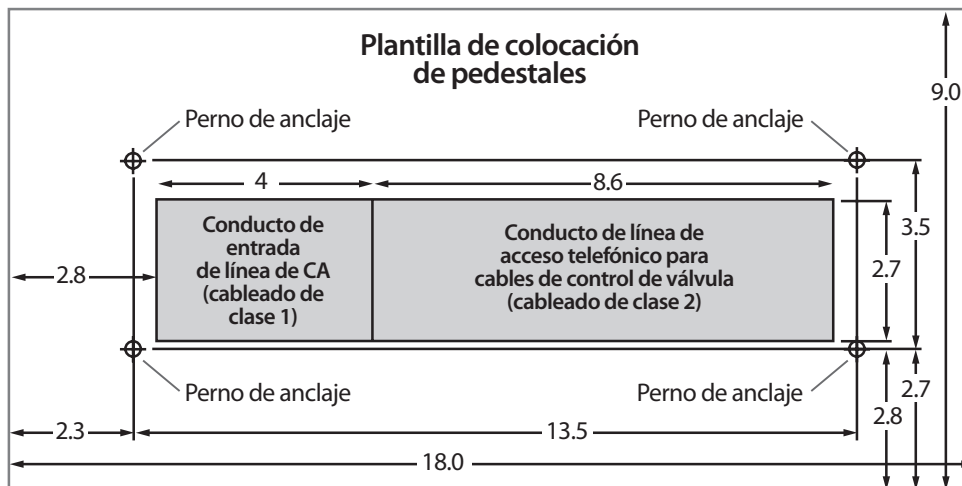 Plantilla de colocación
de pedestales
9.0
Perno de anclaje
Perno de anclaje
4
8.6
Conducto de
entrada
de línea de CA
(cableado de
clase 1)
Conducto de línea de
acceso telefónico para
cables de control de válvula
(cableado de clase 2)
2.8
2.7
3.5
Perno de anclaje
Perno de anclaje
2.7
2.8
2.3
13.5
18.0